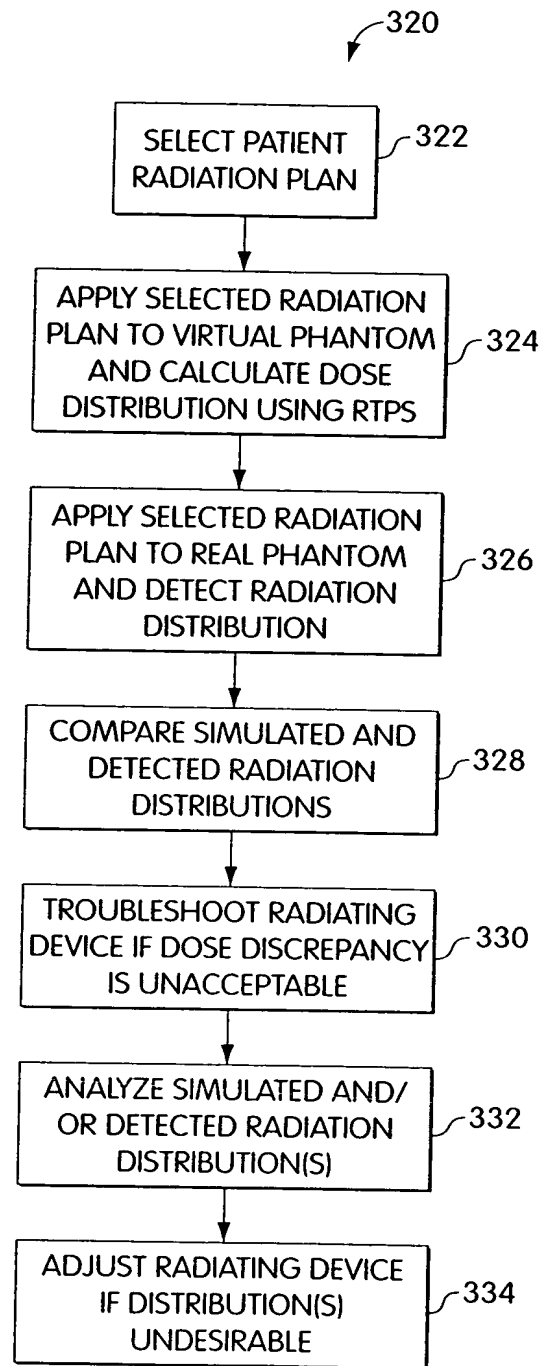 320
SELECT PATIENT
RADIATION PLAN
322
APPLY SELECTED RADIATION
PLAN TO VIRTUAL PHANTOM
AND CALCULATE DOSE
DISTRIBUTION USING RTPS
324
APPLY SELECTED RADIATION
PLAN TO REAL PHANTOM
AND DETECT RADIATION
DISTRIBUTION
326
COMPARE SIMULATED AND
DETECTED RADIATION
DISTRIBUTIONS
328
TROUBLESHOOT RADIATING
DEVICE IF DOSE DISCREPANCY
IS UNACCEPTABLE
330
ANALYZE SIMULATED AND/
OR DETECTED RADIATION
DISTRIBUTION(S)
332
ADJUST RADIATING DEVICE
IF DISTRIBUTION(S)
UNDESIRABLE
334